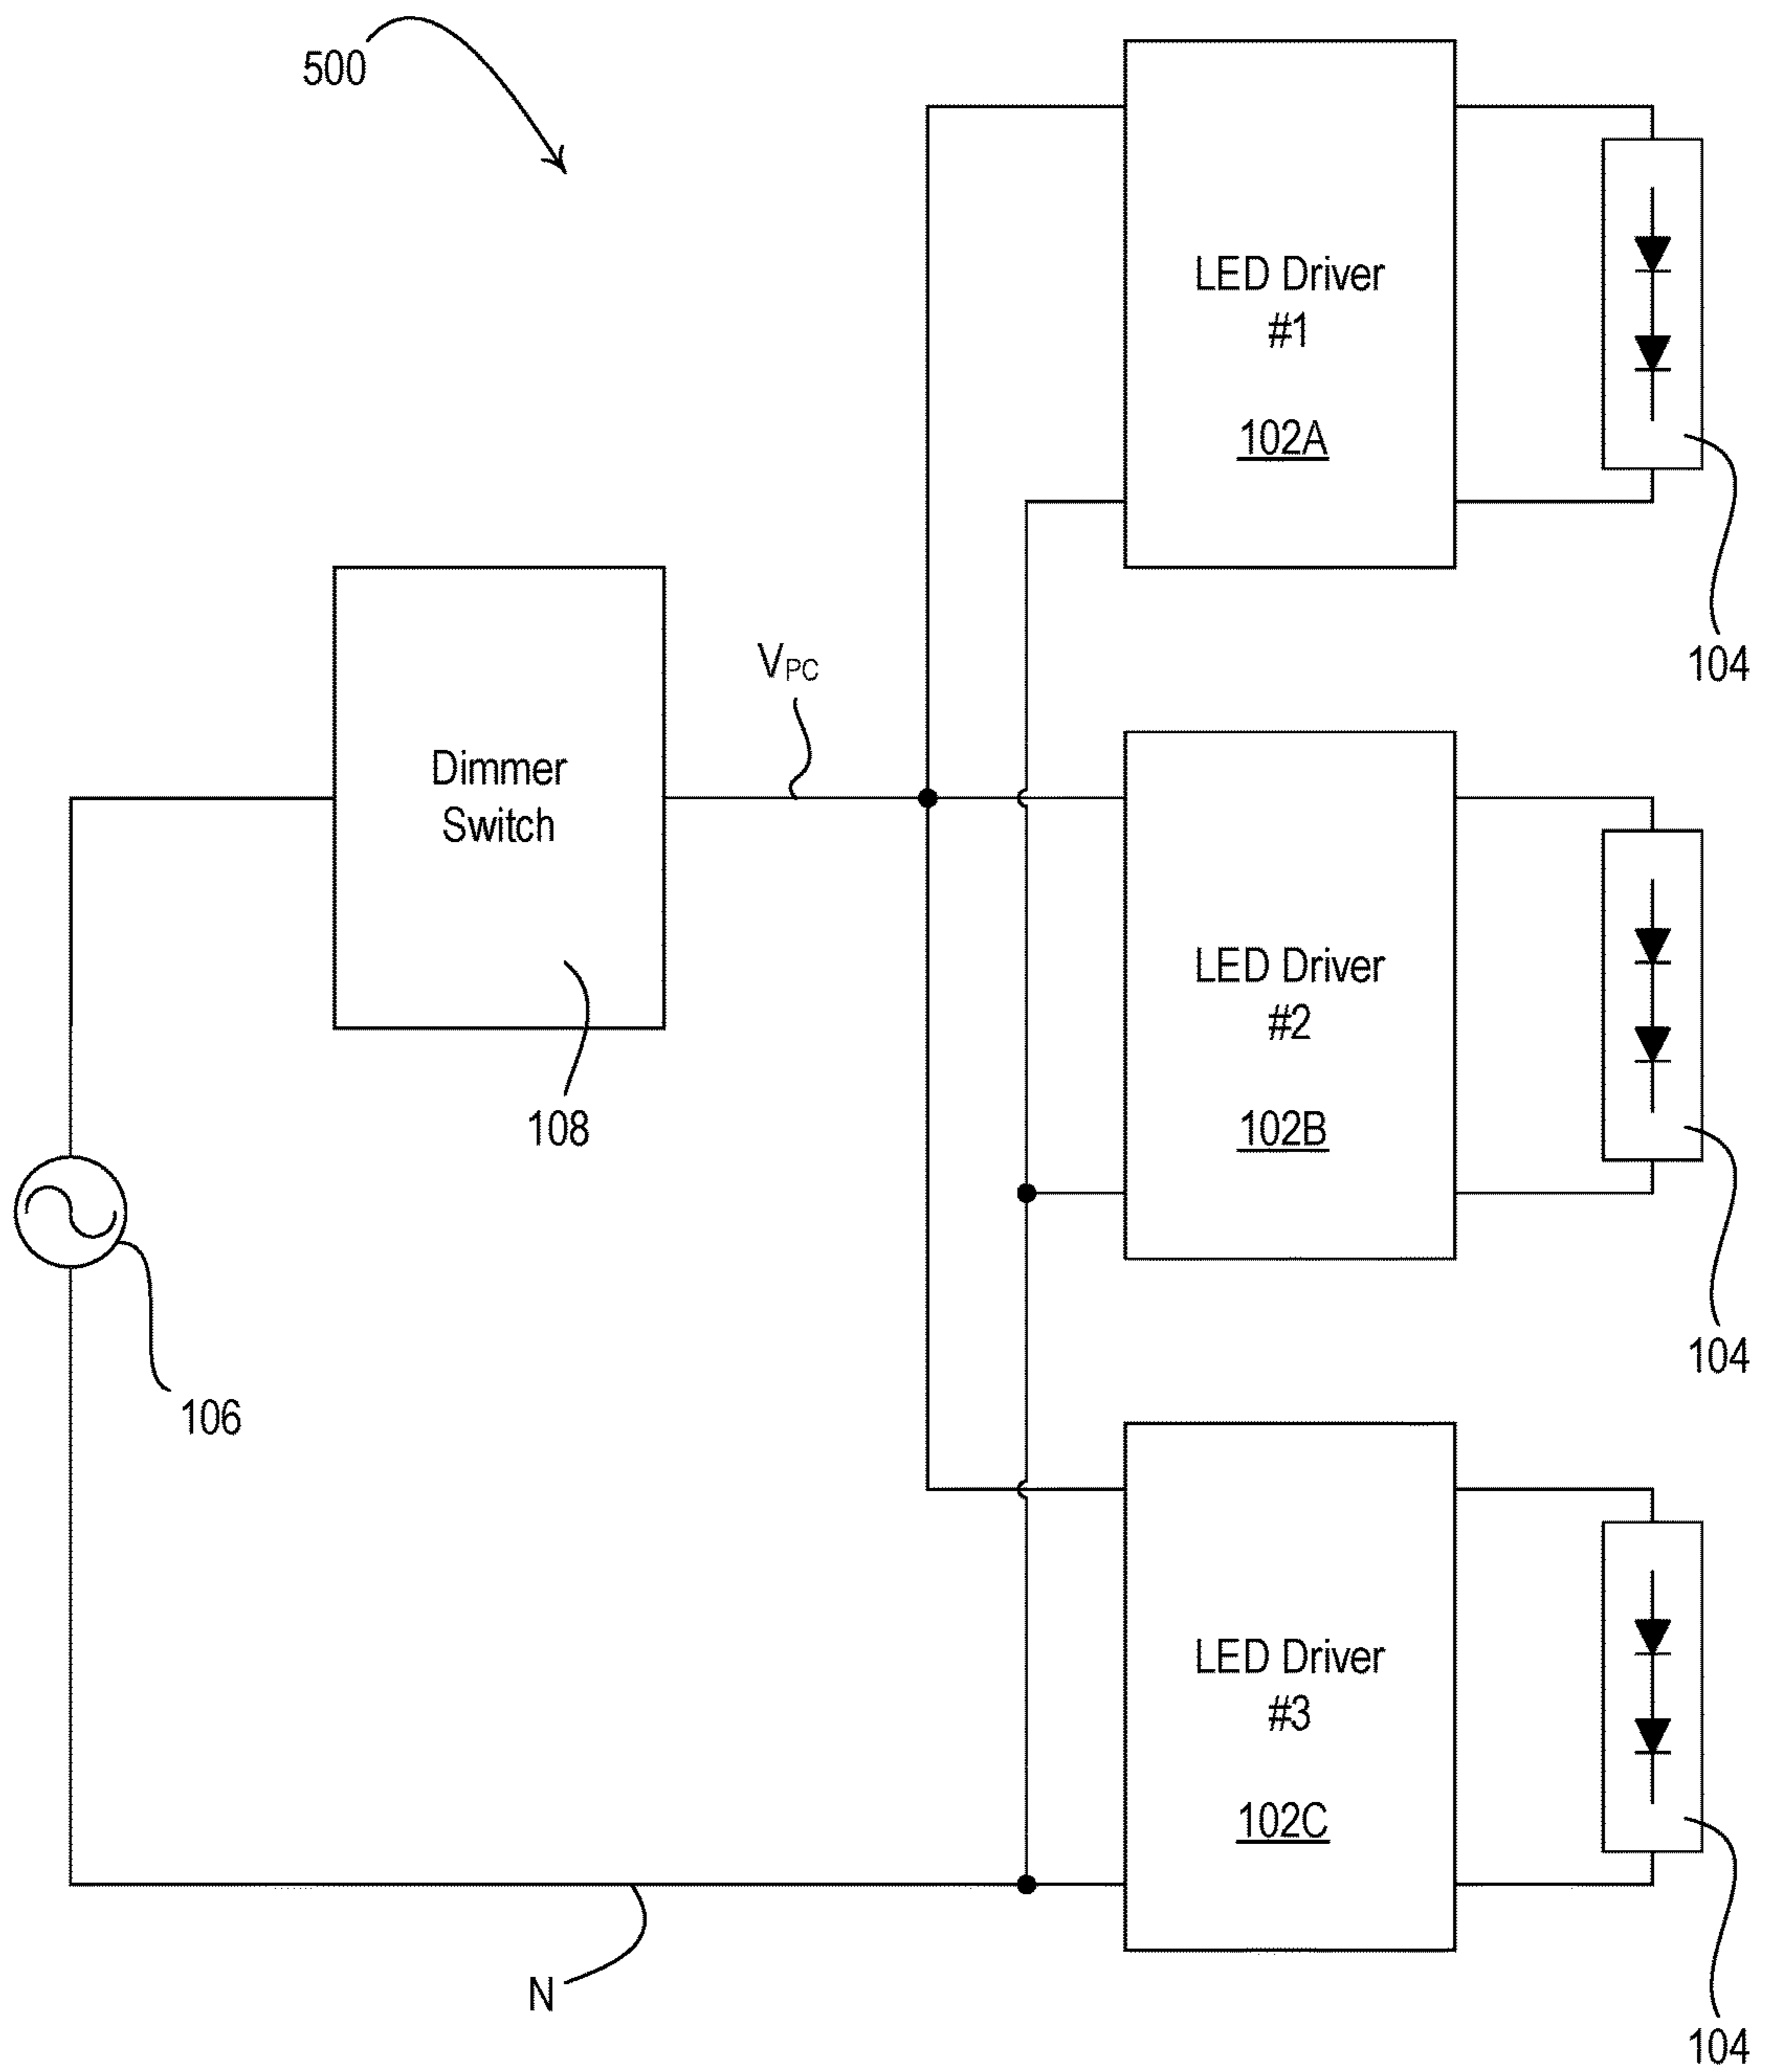 500
LED Driver
#1
102A
104
VPC
Dimmer
Switch
108
LED Driver
#2
102B
104
106
LED Driver
#3
102C
N
104